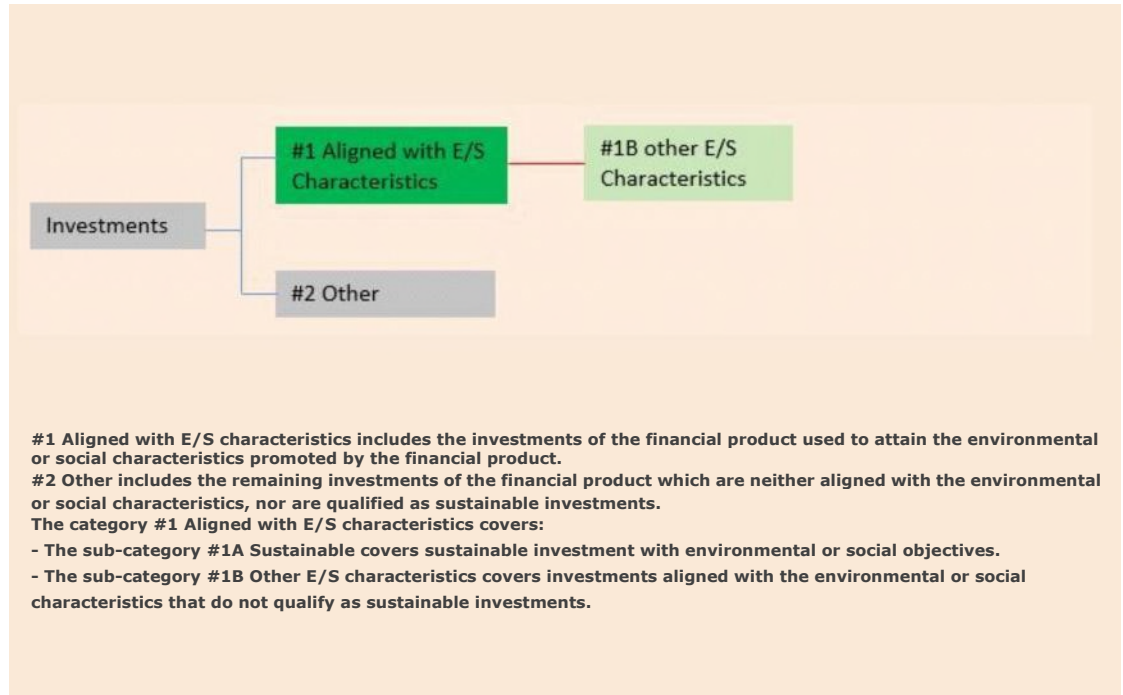 #1 Aligned with E/S
Characteristics
#1B other E/S
Characteristics
Investments
#2 Other
#1 Aligned with E/S characteristics includes the investments of the financial product used to attain the environmental
or social characteristics promoted by the financial product.
#2 Other includes the remaining investments of the financial product which are neither aligned with the environmental
or social characteristics, nor are qualified as sustainable investments.
The category #1 Aligned with E/S characteristics covers:
- The sub-category #1A Sustainable covers sustainable investment with environmental or social objectives.
- The sub-category #1B Other E/S characteristics covers investments aligned with the environmental or social
characteristics that do not qualify as sustainable investments.